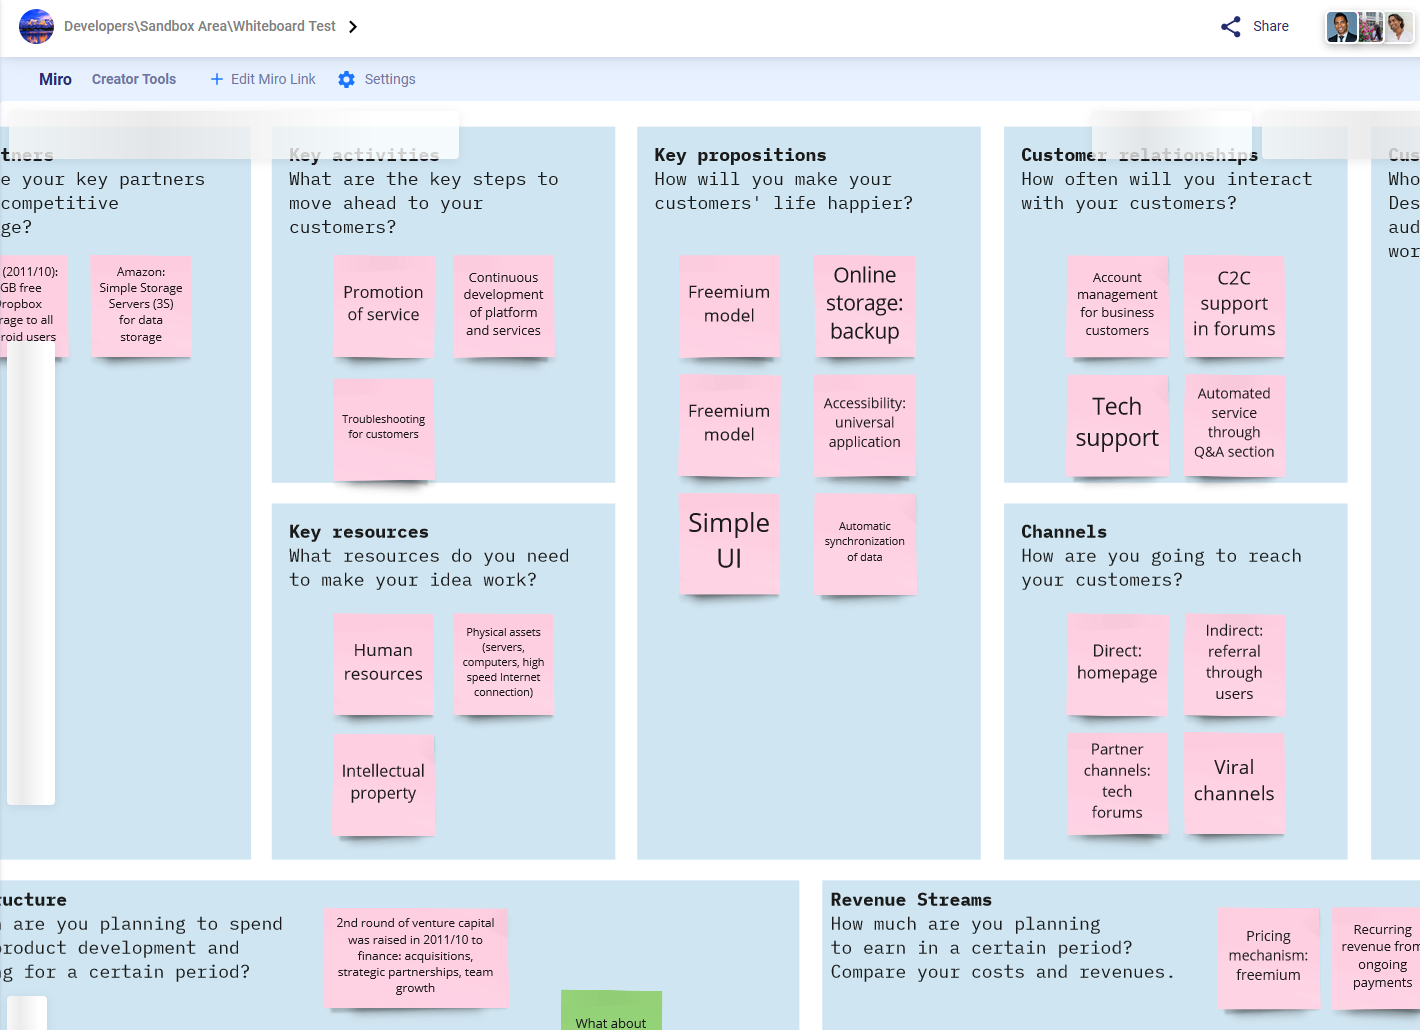 Developers\Sandbox Area\Whiteboard Test
Share
Miro
Creator Tools
Edit Miro Link
Settings
tners
e your key partners
competitive
ge?
(2011/10):
GB free
ropbox
rage to all
roid users
Amazon:
Simple Storage
Servers (3S)
for data
storage
Key activities
What are the key steps to
move ahead to your
customers?
Promotion
of service
Continuous
development
of platform
and services
Troubleshooting
for customers
Key resources
What resources do you need
to make your idea work?
Human
resources
Physical assets
(servers,
computers, high
speed Internet
connection)
Intellectual
property
Key propositions
How will you make your
customers' life happier?
Freemium
model
Online
storage:
backup
Freemium
model
Accessibility:
universal
application
Simple
UI
Automatic
synchronization
of data
Customer relationships
How often will you interact
with your customers?
Account
management
for business
customers
C2C
support
in forums
Tech
support
Automated
service
through
Q&A section
Channels
How are you going to reach
your customers?
Direct:
homepage
Indirect:
referral
through
users
Partner
channels:
tech
forums
Viral
channels
Cus
Who
Des
aud
wor
ucture
are you planning to spend
roduct development and
ng for a certain period?
2nd round of venture capital
was raised in 2011/10 to
finance: acquisitions,
strategic partnerships, team
growth
What about
Revenue Streams
How much are you planning
to earn in a certain period?
Compare your costs and revenues.
Pricing
mechanism:
freemium
Recurring
revenue from
ongoing
payments